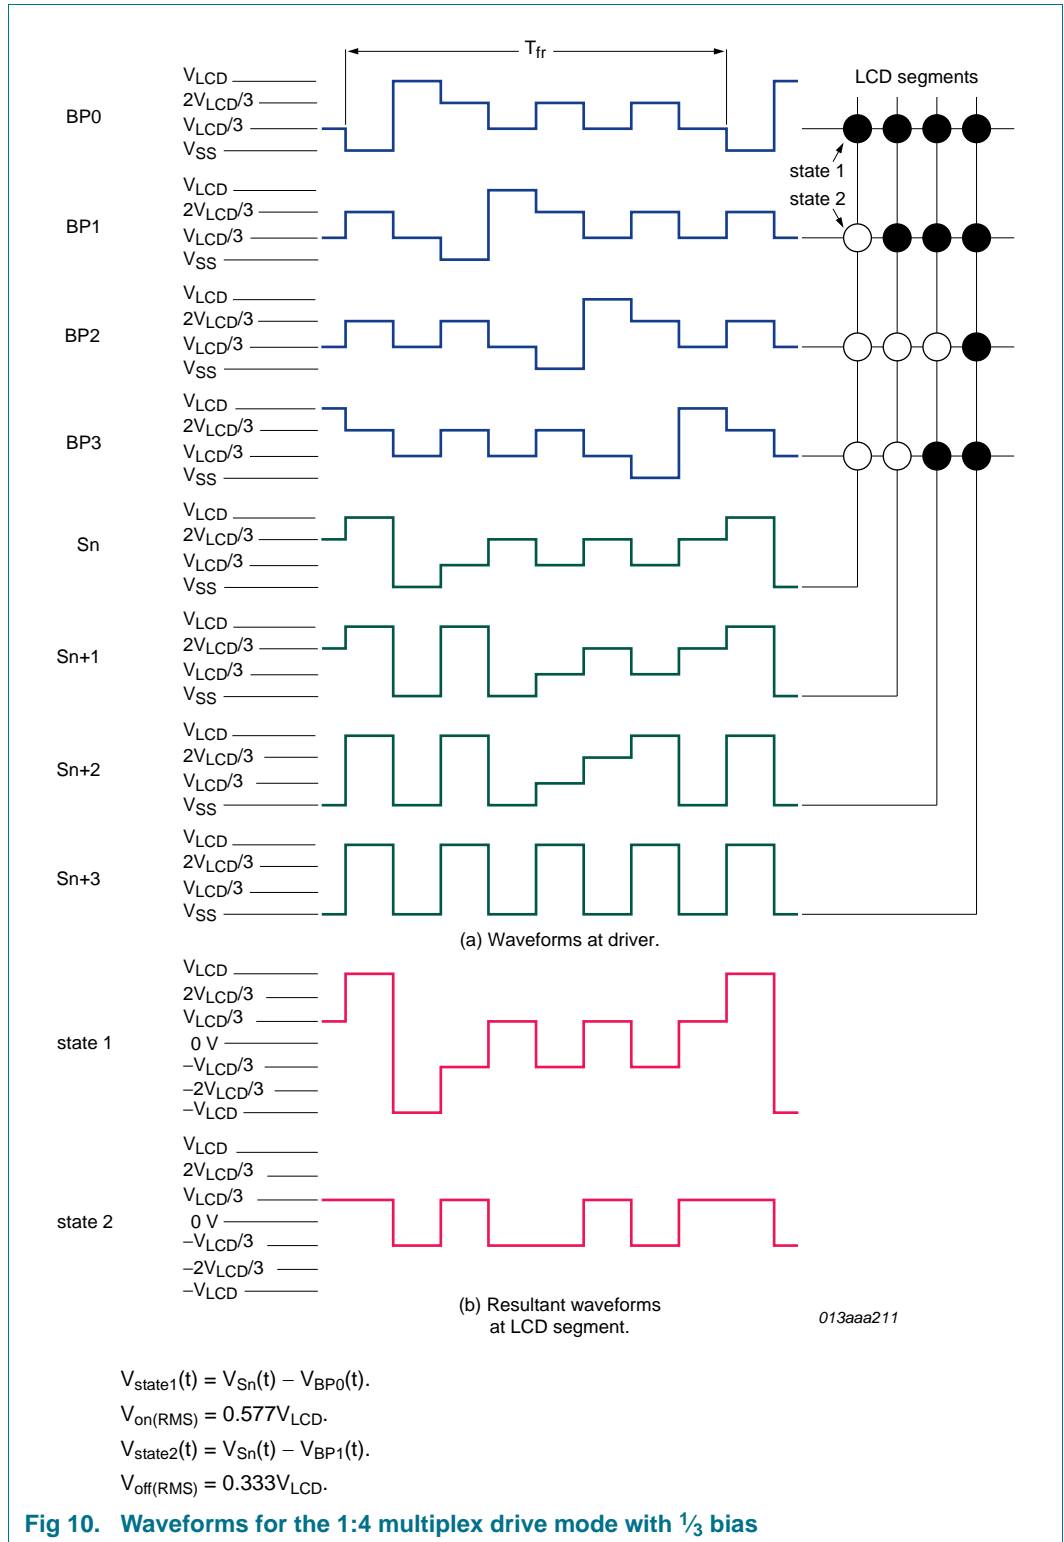 Tfr
BP0
VLCD
2VLCD/3
VLCD/3
VSS
LCD segments
state 1
state 2
BP1
VLCD
2VLCD/3
VLCD/3
VSS
BP2
VLCD
2VLCD/3
VLCD/3
VSS
BP3
VLCD
2VLCD/3
VLCD/3
VSS
Sn
VLCD
2VLCD/3
VLCD/3
VSS
Sn+1
VLCD
2VLCD/3
VLCD/3
VSS
Sn+2
VLCD
2VLCD/3
VLCD/3
VSS
Sn+3
VLCD
2VLCD/3
VLCD/3
VSS
(a) Waveforms at driver.
state 1
VLCD
2VLCD/3
VLCD/3
0 V
−VLCD/3
−2VLCD/3
−VLCD
state 2
VLCD
2VLCD/3
VLCD/3
0 V
−VLCD/3
−2VLCD/3
−VLCD
(b) Resultant waveforms
at LCD segment.
013aaa211
Vstate1(t) = VSn(t) − VBP0(t).
Von(RMS) = 0.577VLCD.
Vstate2(t) = VSn(t) − VBP1(t).
Voff(RMS) = 0.333VLCD.
Fig 10. Waveforms for the 1:4 multiplex drive mode with 1⁄3 bias